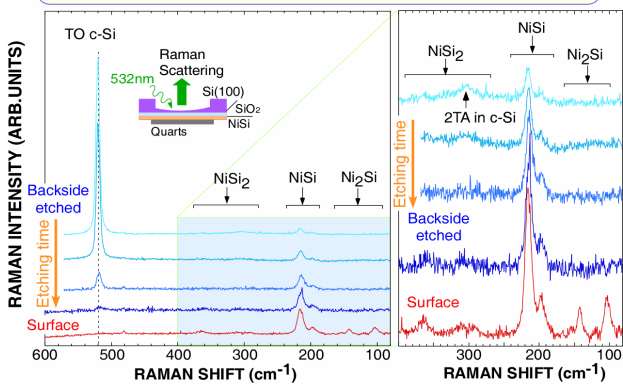 TO c-Si
Raman
Scattering
532nm
Si(100)
SiO2
NiSi
Quarts
Backside
etched
Etching time
Surface
NiSi2
NiSi
Ni2Si
RAMAN INTENSITY (ARB.UNITS)
600
500
400
300
200
100
RAMAN SHIFT (cm-1)
NiSi
NiSi2
Ni2Si
2TA in c-Si
Etching time
Backside
etched
Surface
300
200
100
RAMAN SHIFT (cm-1)